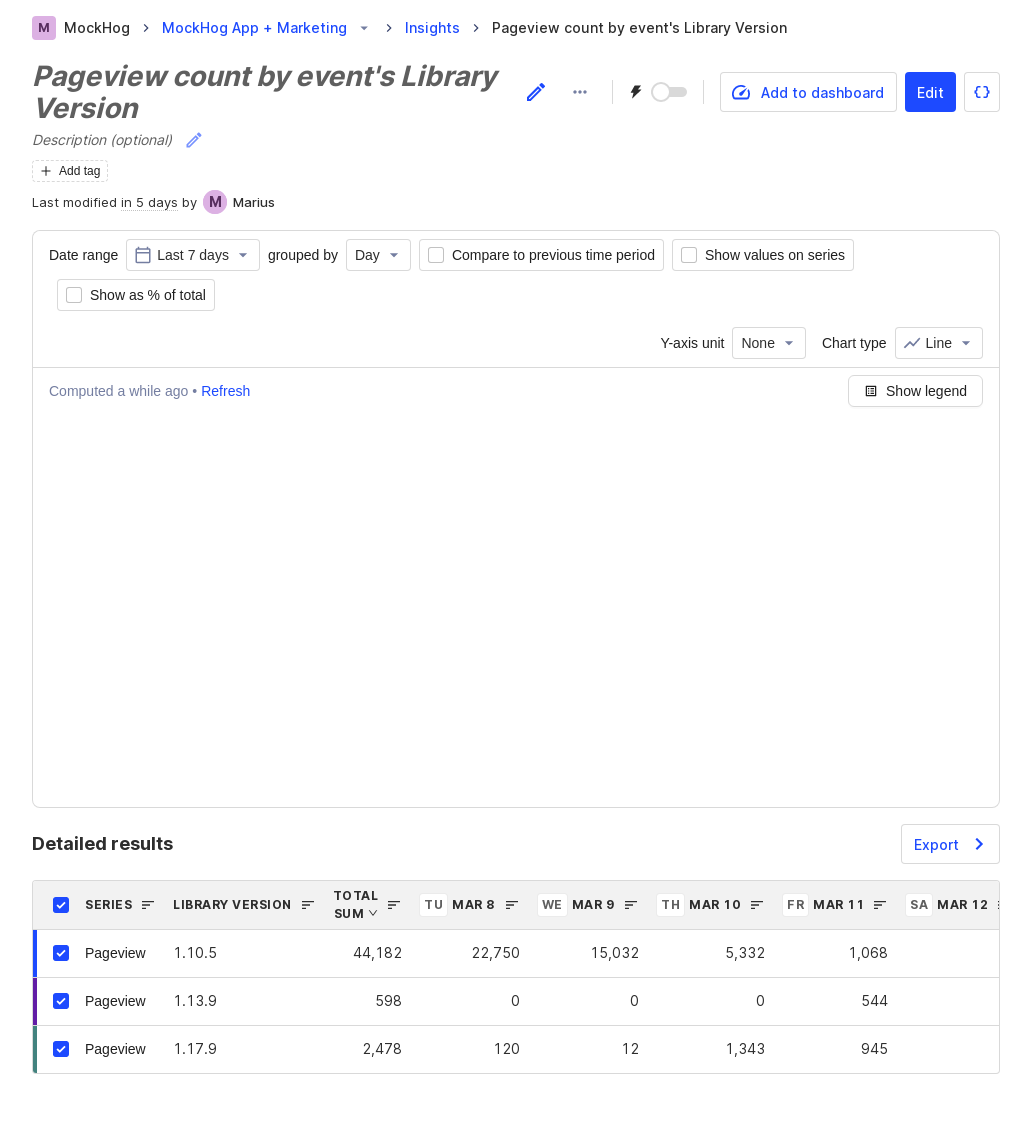 M MockHog MockHog App + Marketing Insights Pageview count by event's Library Version
Pageview count by event's Library
Version
Add to dashboard Edit
Description (optional)
Add tag
Last modified in 5 days by M Marius
Date range Last 7 days grouped by Day Compare to previous time period Show values on series
Show as % of total
Y-axis unit None Chart type Line
Computed a while ago • Refresh Show legend
Detailed results Export
SERIES LIBRARY VERSION TOTAL SUM TU MAR 8 WE MAR 9 TH MAR 10 FR MAR 11 SA MAR 12
Pageview 1.10.5 44,182 22,750 15,032 5,332 1,068
Pageview 1.13.9 598 0 0 0 544
Pageview 1.17.9 2,478 120 12 1,343 945